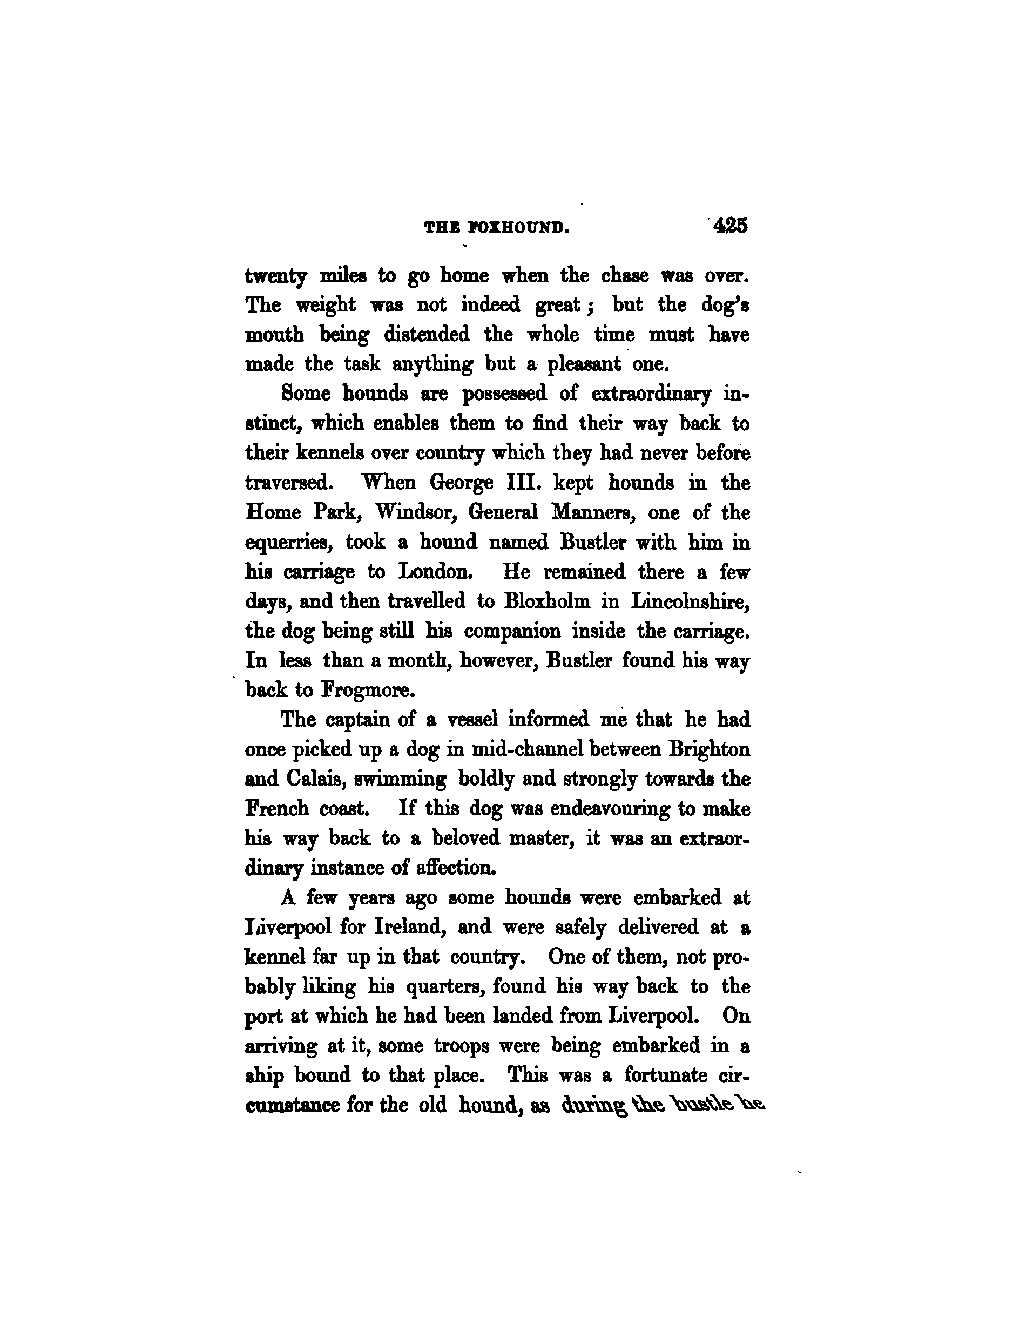 THE FOXHOUND. 425
twenty miles to go home when the chase was over.
The weight was not indeed great; but the dog's
mouth being distended the whole time must have
made the task anything but a pleasant one.
Some hounds are possessed of extraordinary in-
stinct, which enables them to find their way back to
their kennels over country which they had never before
traversed. When George III. kept hounds in the
Home Park, Windsor, General Manners, one of the
equerries, took a hound named Bustler with him in
his carriage to London. He remained there a few
days, and then travelled to Bloxholm in Lincolnshire,
the dog being still his companion inside the carriage.
In less than a month, however, Bustler found his way
back to Frogmore.
The captain of a vessel informed me that he had
once picked up a dog in mid-channel between Brighton
and Calais, swimming boldly and strongly towards the
French coast. If this dog was endeavouring to make
his way back to a beloved master, it was an extraor-
dinary instance of affection.
A few years ago some hounds were embarked at
Liverpool for Ireland, and were safely delivered at a
kennel far up in that country. One of them, not pro-
bably liking his quarters, found his way back to the
port at which he had been landed from Liverpool. On
arriving at it, some troops were being embarked in a
ship bound to that place. This was a fortunate cir-
cumstance for the old hound, as during the bustle he